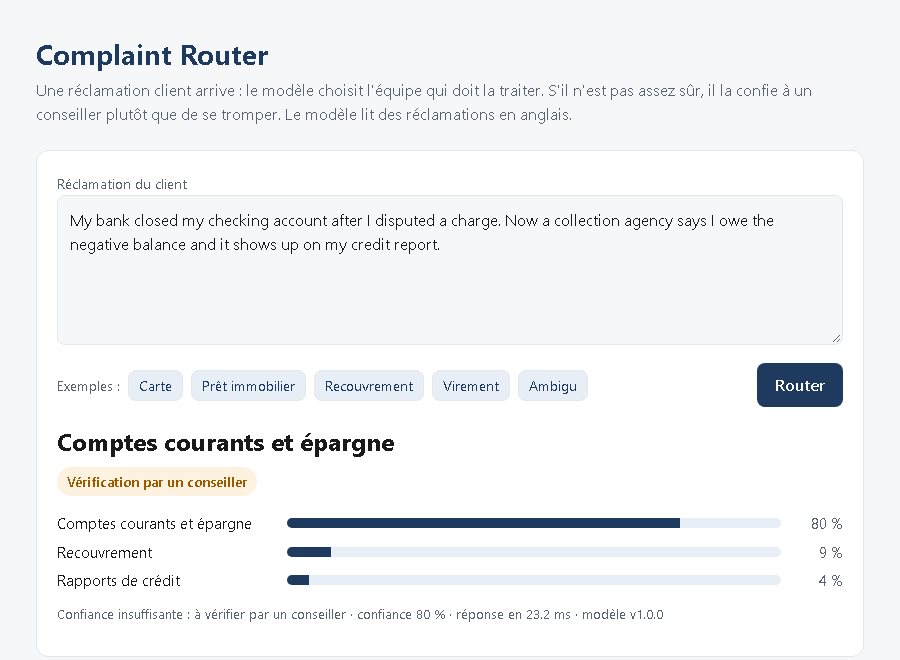 Complaint Router
Une réclamation client arrive : le modèle choisit l'équipe qui doit la traiter. S'il n'est pas assez sûr, il la confie à un
conseiller plutôt que de se tromper. Le modèle lit des réclamations en anglais.
Réclamation du client
My bank closed my checking account after I disputed a charge. Now a collection agency says I owe the
negative balance and it shows up on my credit report.
Exemples : Carte Prêt immobilier Recouvrement Virement Ambigu Router
Comptes courants et épargne
Vérification par un conseiller
Comptes courants et épargne 80 %
Recouvrement 9 %
Rapports de crédit 4 %
Confiance insuffisante : à vérifier par un conseiller · confiance 80 % · réponse en 23.2 ms · modèle v1.0.0